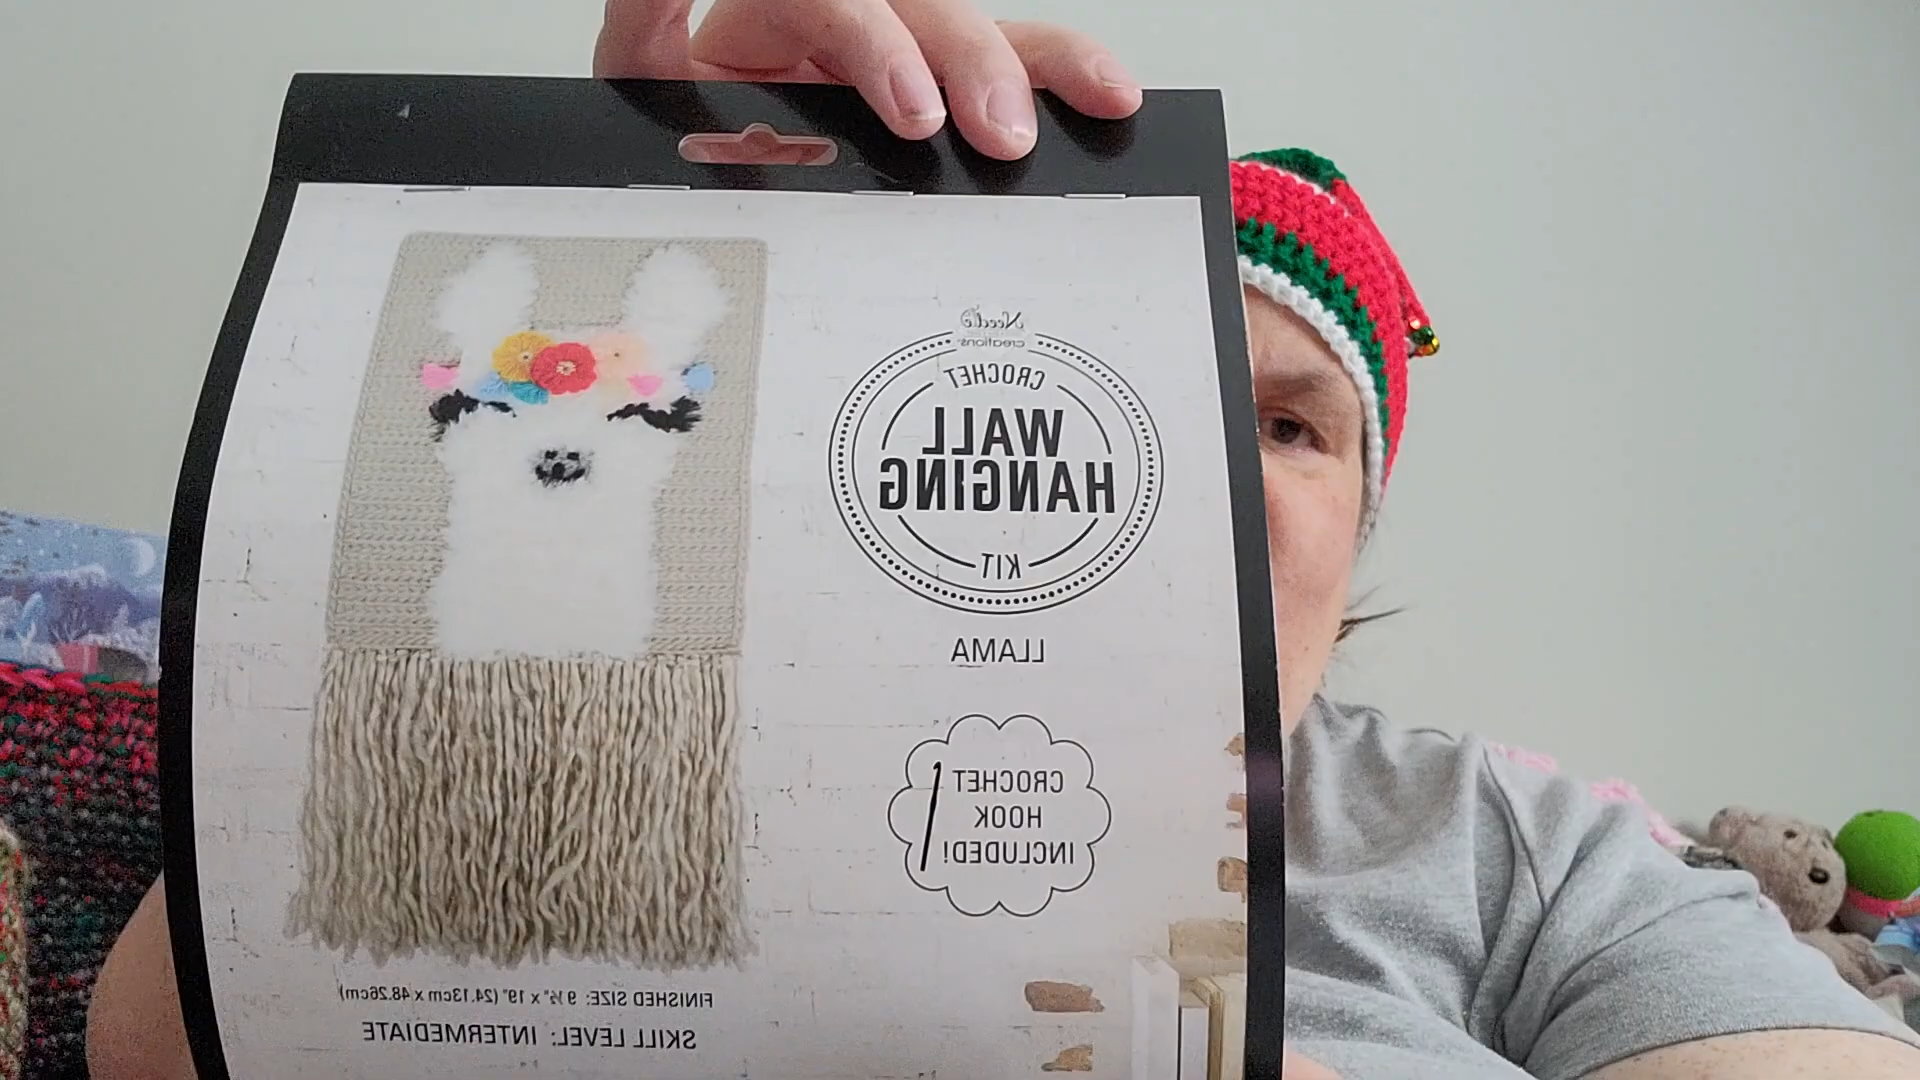 Needle
creations
CROCHET
WALL
HANGING
KIT
LLAMA
CROCHET
HOOK
INCLUDED!
FINISHED SIZE: 9 ½" x 19" (24.13cm x 48.26cm)
SKILL LEVEL: INTERMEDIATE